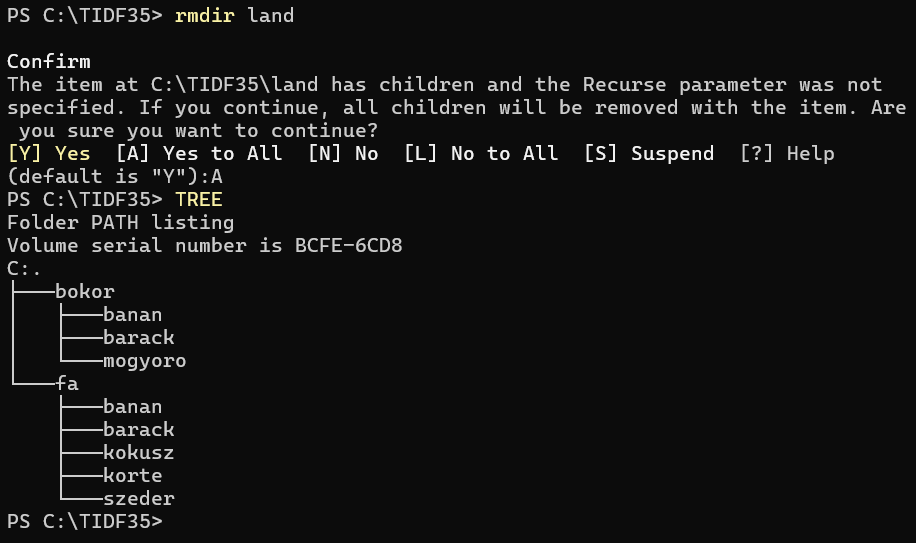 PS C:\TIDF35> rmdir land
Confirm
The item at C:\TIDF35\land has children and the Recurse parameter was not
specified. If you continue, all children will be removed with the item. Are
 you sure you want to continue?
[Y] Yes  [A] Yes to All  [N] No  [L] No to All  [S] Suspend  [?] Help
(default is "Y"):A
PS C:\TIDF35> TREE
Folder PATH listing
Volume serial number is BCFE-6CD8
C:.
├───bokor
│   ├───banan
│   ├───barack
│   └───mogyoro
└───fa
    ├───banan
    ├───barack
    ├───kokusz
    ├───korte
    └───szeder
PS C:\TIDF35>